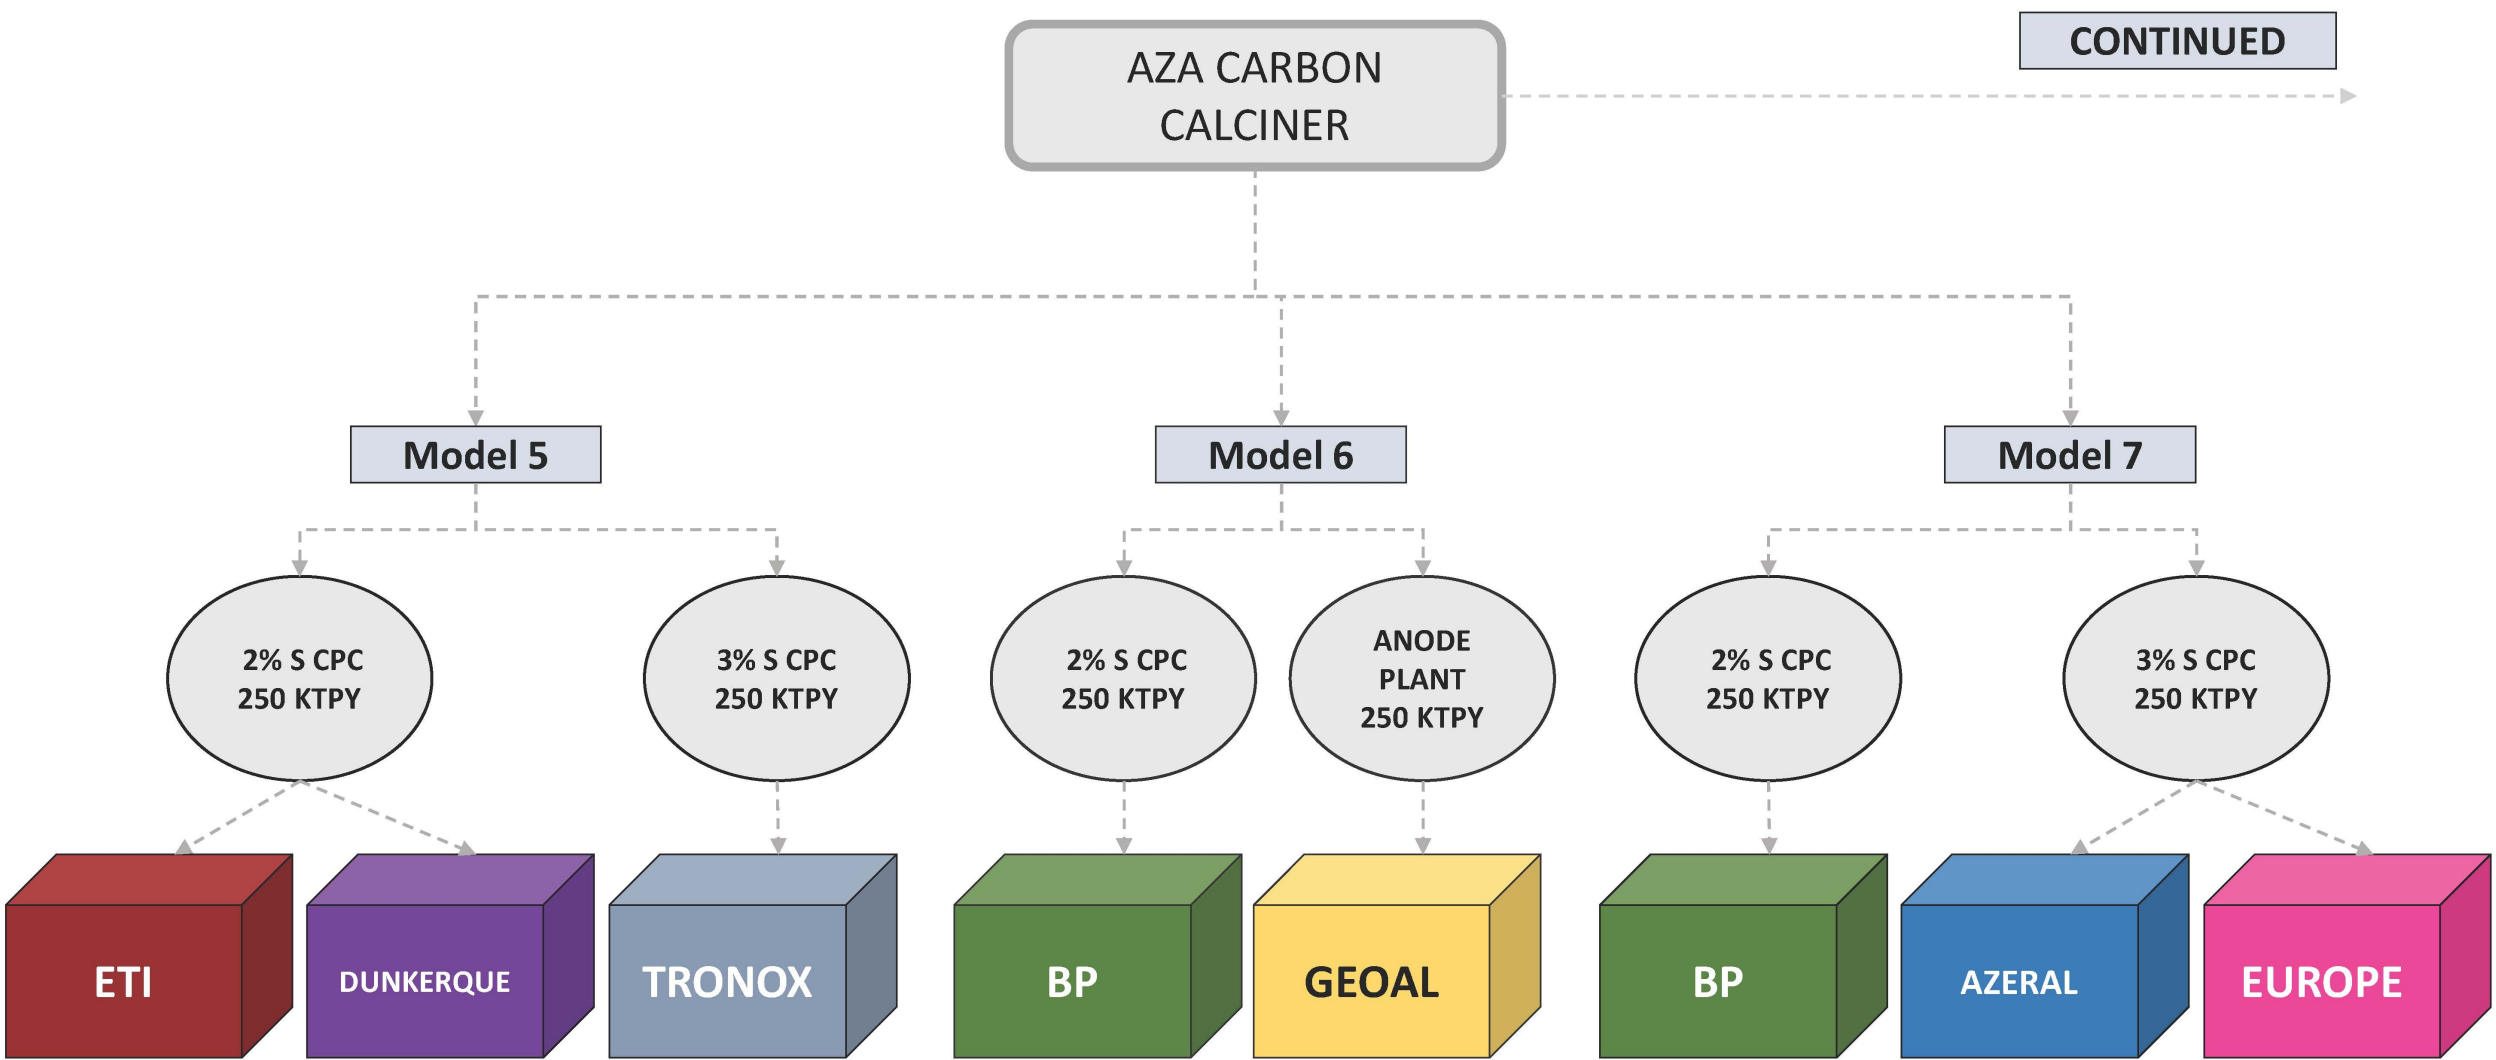 AZA CARBON
CALCINER
CONTINUED
Model 5
Model 6
Model 7
2% S CPC
250 KTPY
3% S CPC
250 KTPY
2% S CPC
250 KTPY
ANODE
PLANT
250 KTPY
2% S CPC
250 KTPY
3% S CPC
250 KTPY
ETI
DUNKERQUE
TRONOX
BP
GEOAL
BP
AZERAL
EUROPE